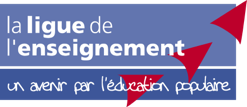 la ligue de
l'enseignement
un avenir par l'éducation populaire